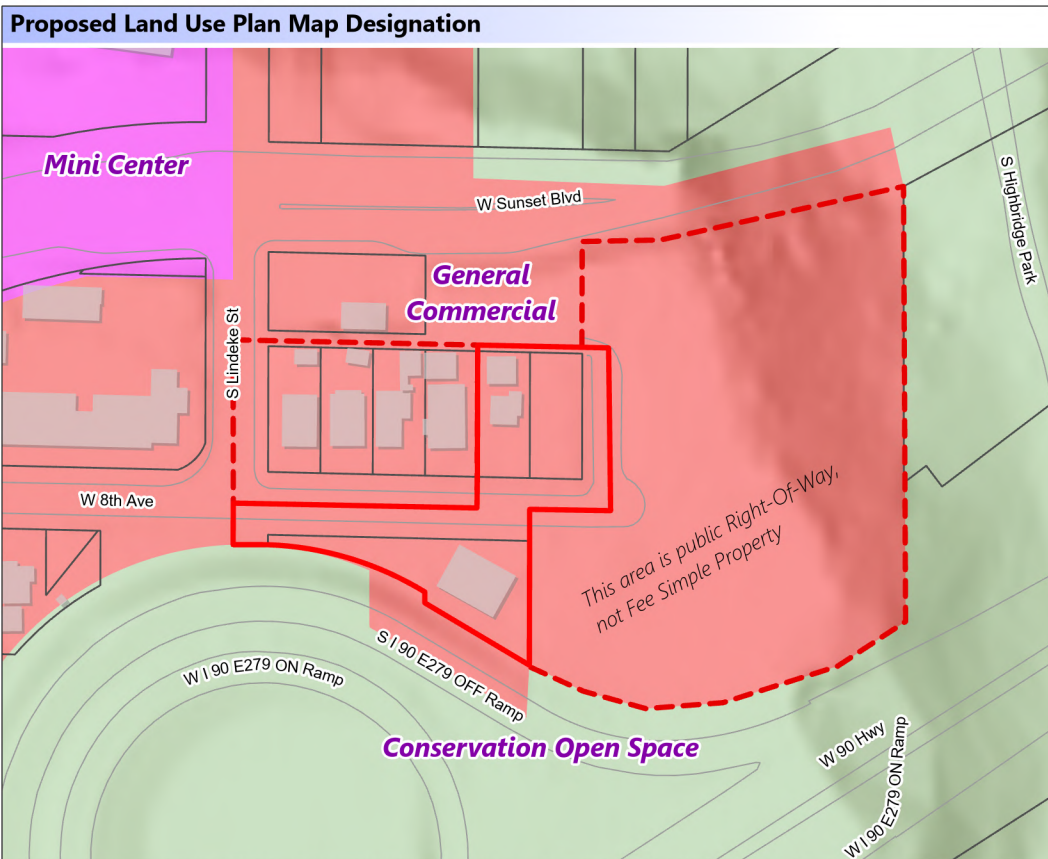 Proposed Land Use Plan Map Designation
Mini Center
W Sunset Blvd
S Highbridge Park
General
Commercial
S Lindeke St
W 8th Ave
This area is public Right-Of-Way,
not Fee Simple Property
W I 90 E279 ON Ramp
S I 90 E279 OFF Ramp
Conservation Open Space
W 90 Hwy
W I 90 E279 ON Ramp